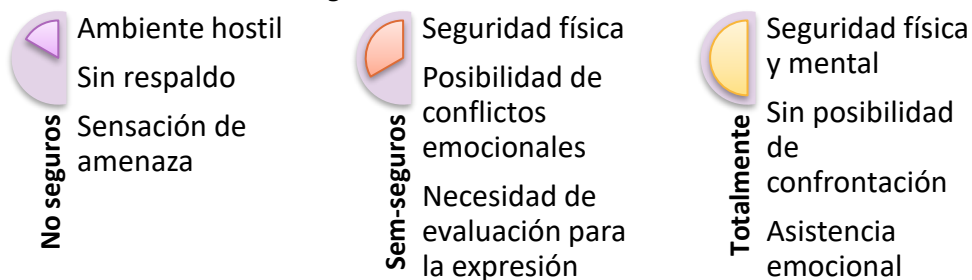 No seguros
Ambiente hostil
Sin respaldo
Sensación de
amenaza
Sem-seguros
Seguridad física
Posibilidad de
conflictos
emocionales
Necesidad de
evaluación para
la expresión
Totalmente
Seguridad física
y mental
Sin posibilidad
de
confrontación
Asistencia
emocional